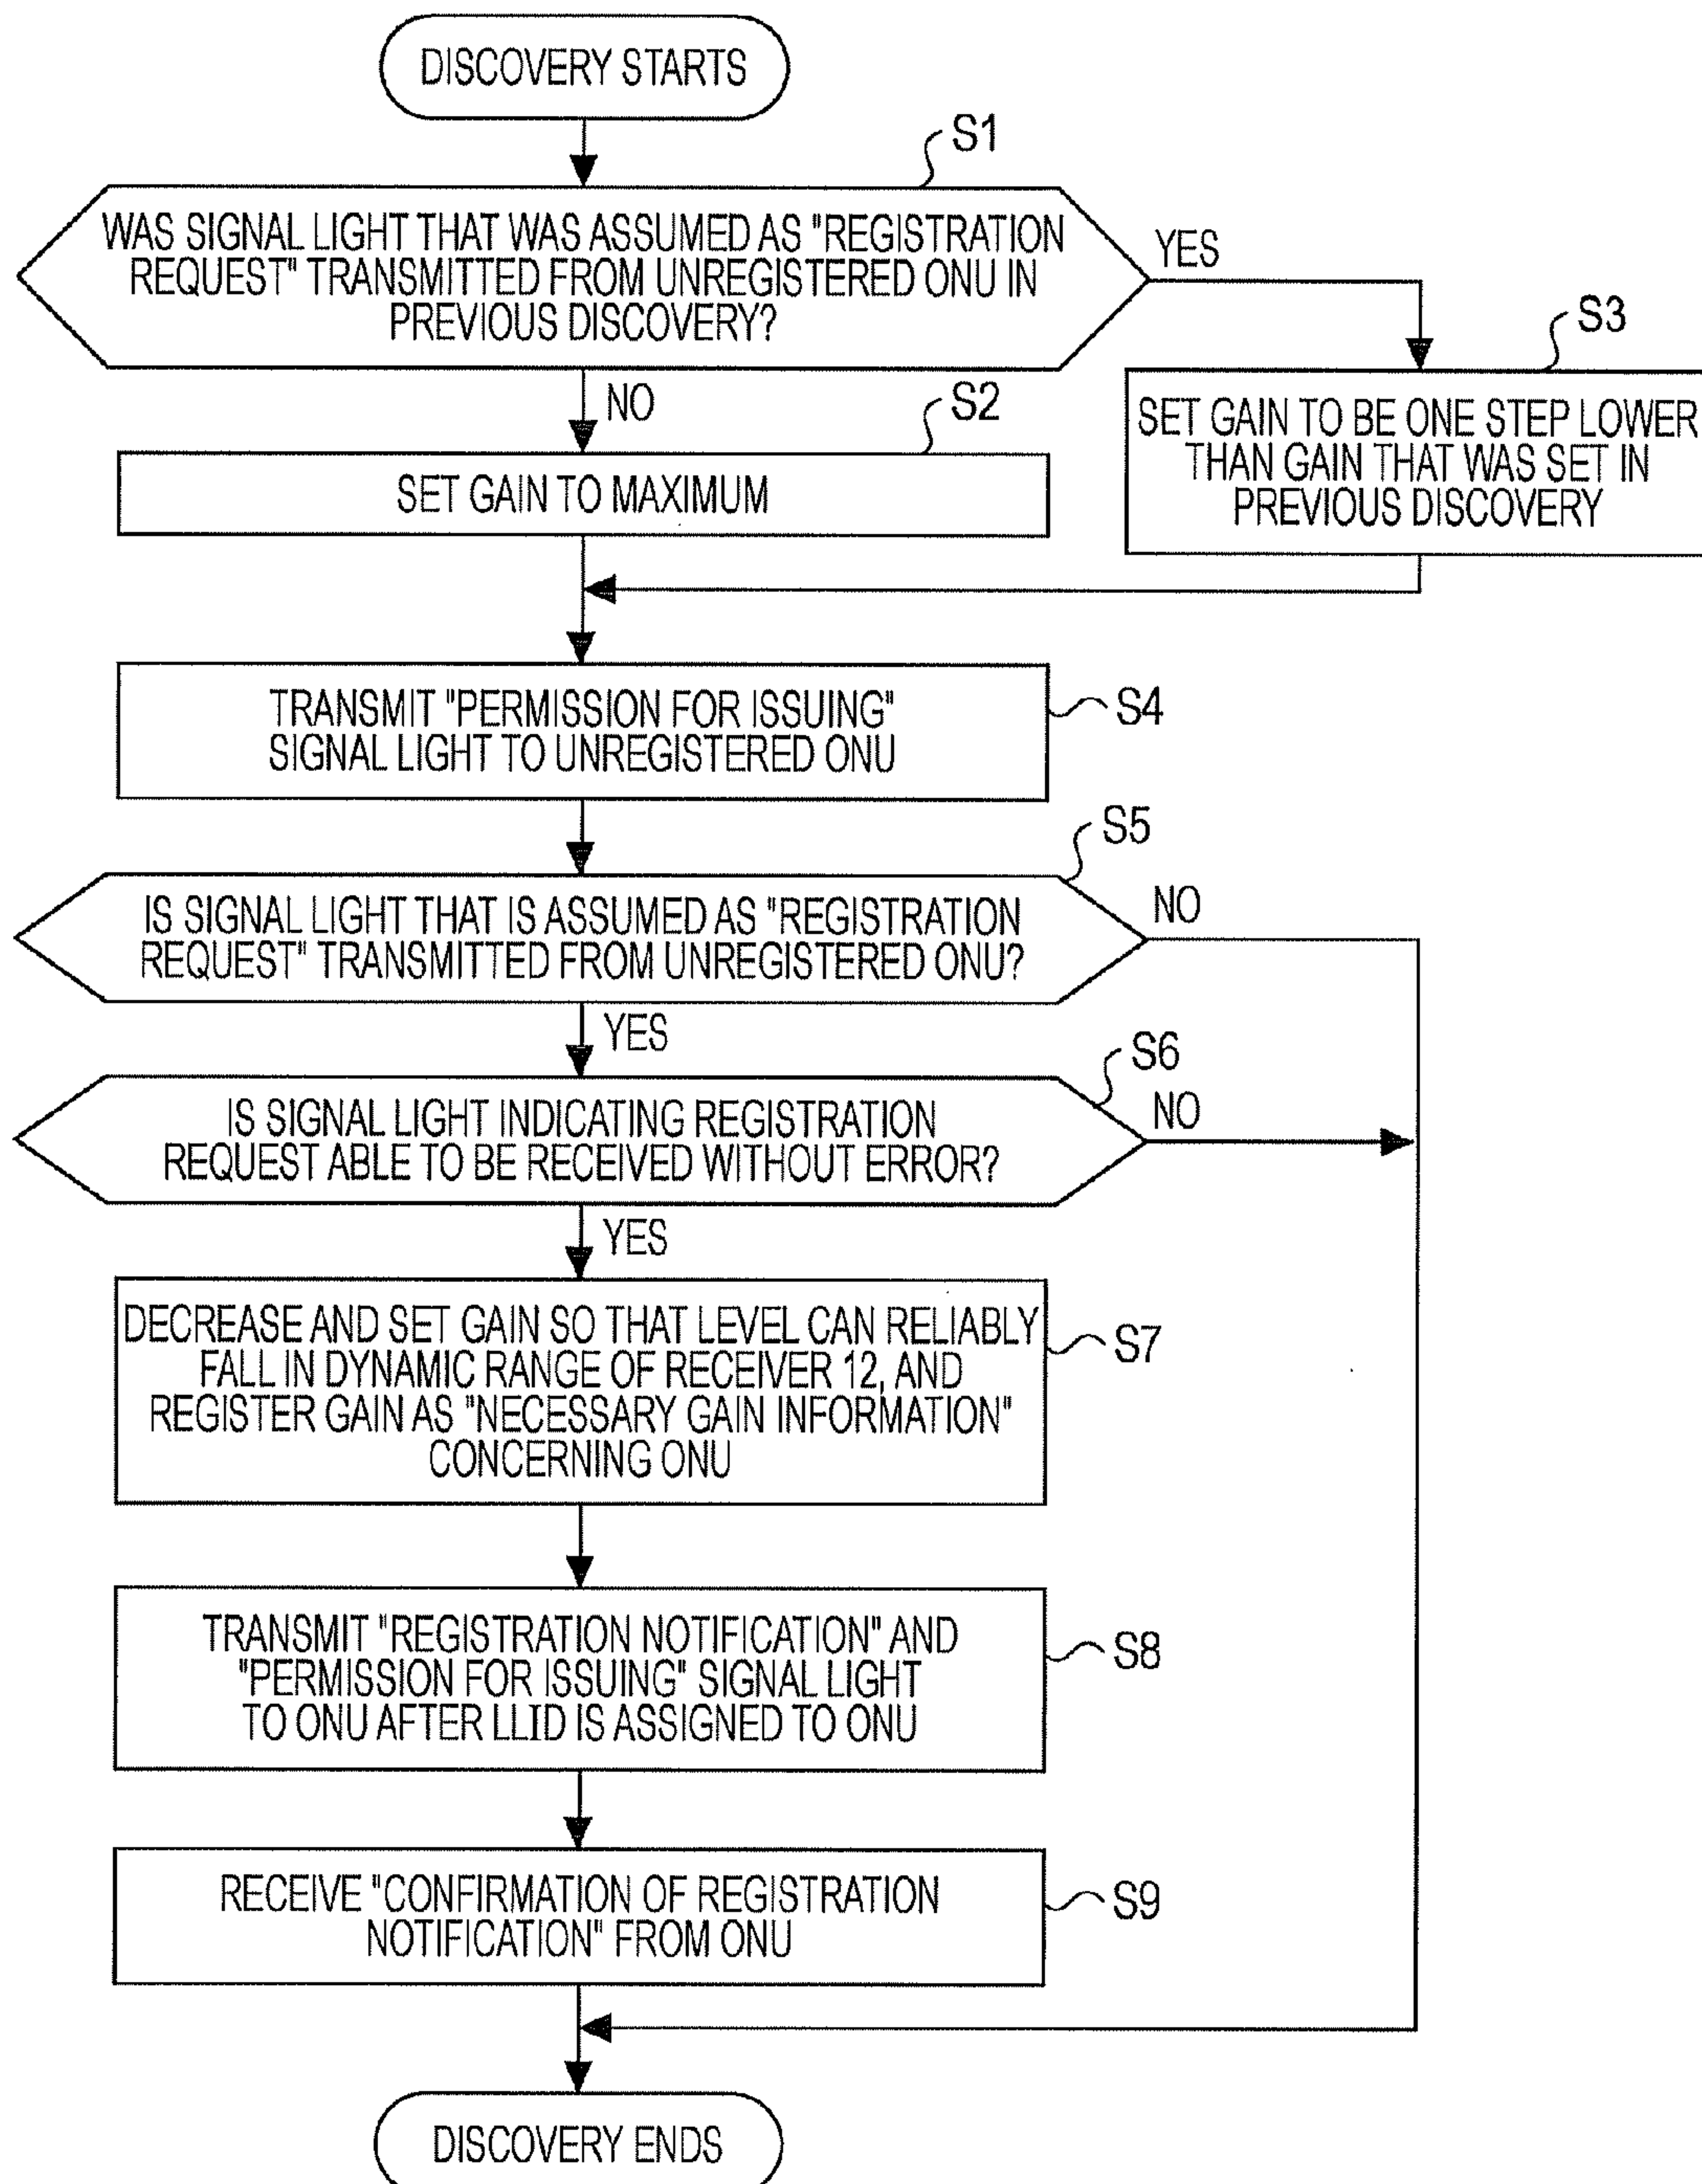 DISCOVERY STARTS
S1
WAS SIGNAL LIGHT THAT WAS ASSUMED AS "REGISTRATION
REQUEST" TRANSMITTED FROM UNREGISTERED ONU IN
PREVIOUS DISCOVERY?
YES
NO
S2
SET GAIN TO MAXIMUM
S3
SET GAIN TO BE ONE STEP LOWER
THAN GAIN THAT WAS SET IN
PREVIOUS DISCOVERY
TRANSMIT "PERMISSION FOR ISSUING"
SIGNAL LIGHT TO UNREGISTERED ONU
S4
S5
IS SIGNAL LIGHT THAT IS ASSUMED AS "REGISTRATION
REQUEST" TRANSMITTED FROM UNREGISTERED ONU?
NO
YES
S6
IS SIGNAL LIGHT INDICATING REGISTRATION
REQUEST ABLE TO BE RECEIVED WITHOUT ERROR?
NO
YES
DECREASE AND SET GAIN SO THAT LEVEL CAN RELIABLY
FALL IN DYNAMIC RANGE OF RECEIVER 12, AND
REGISTER GAIN AS "NECESSARY GAIN INFORMATION"
CONCERNING ONU
S7
TRANSMIT "REGISTRATION NOTIFICATION" AND
"PERMISSION FOR ISSUING" SIGNAL LIGHT
TO ONU AFTER LLID IS ASSIGNED TO ONU
S8
RECEIVE "CONFIRMATION OF REGISTRATION
NOTIFICATION" FROM ONU
S9
DISCOVERY ENDS